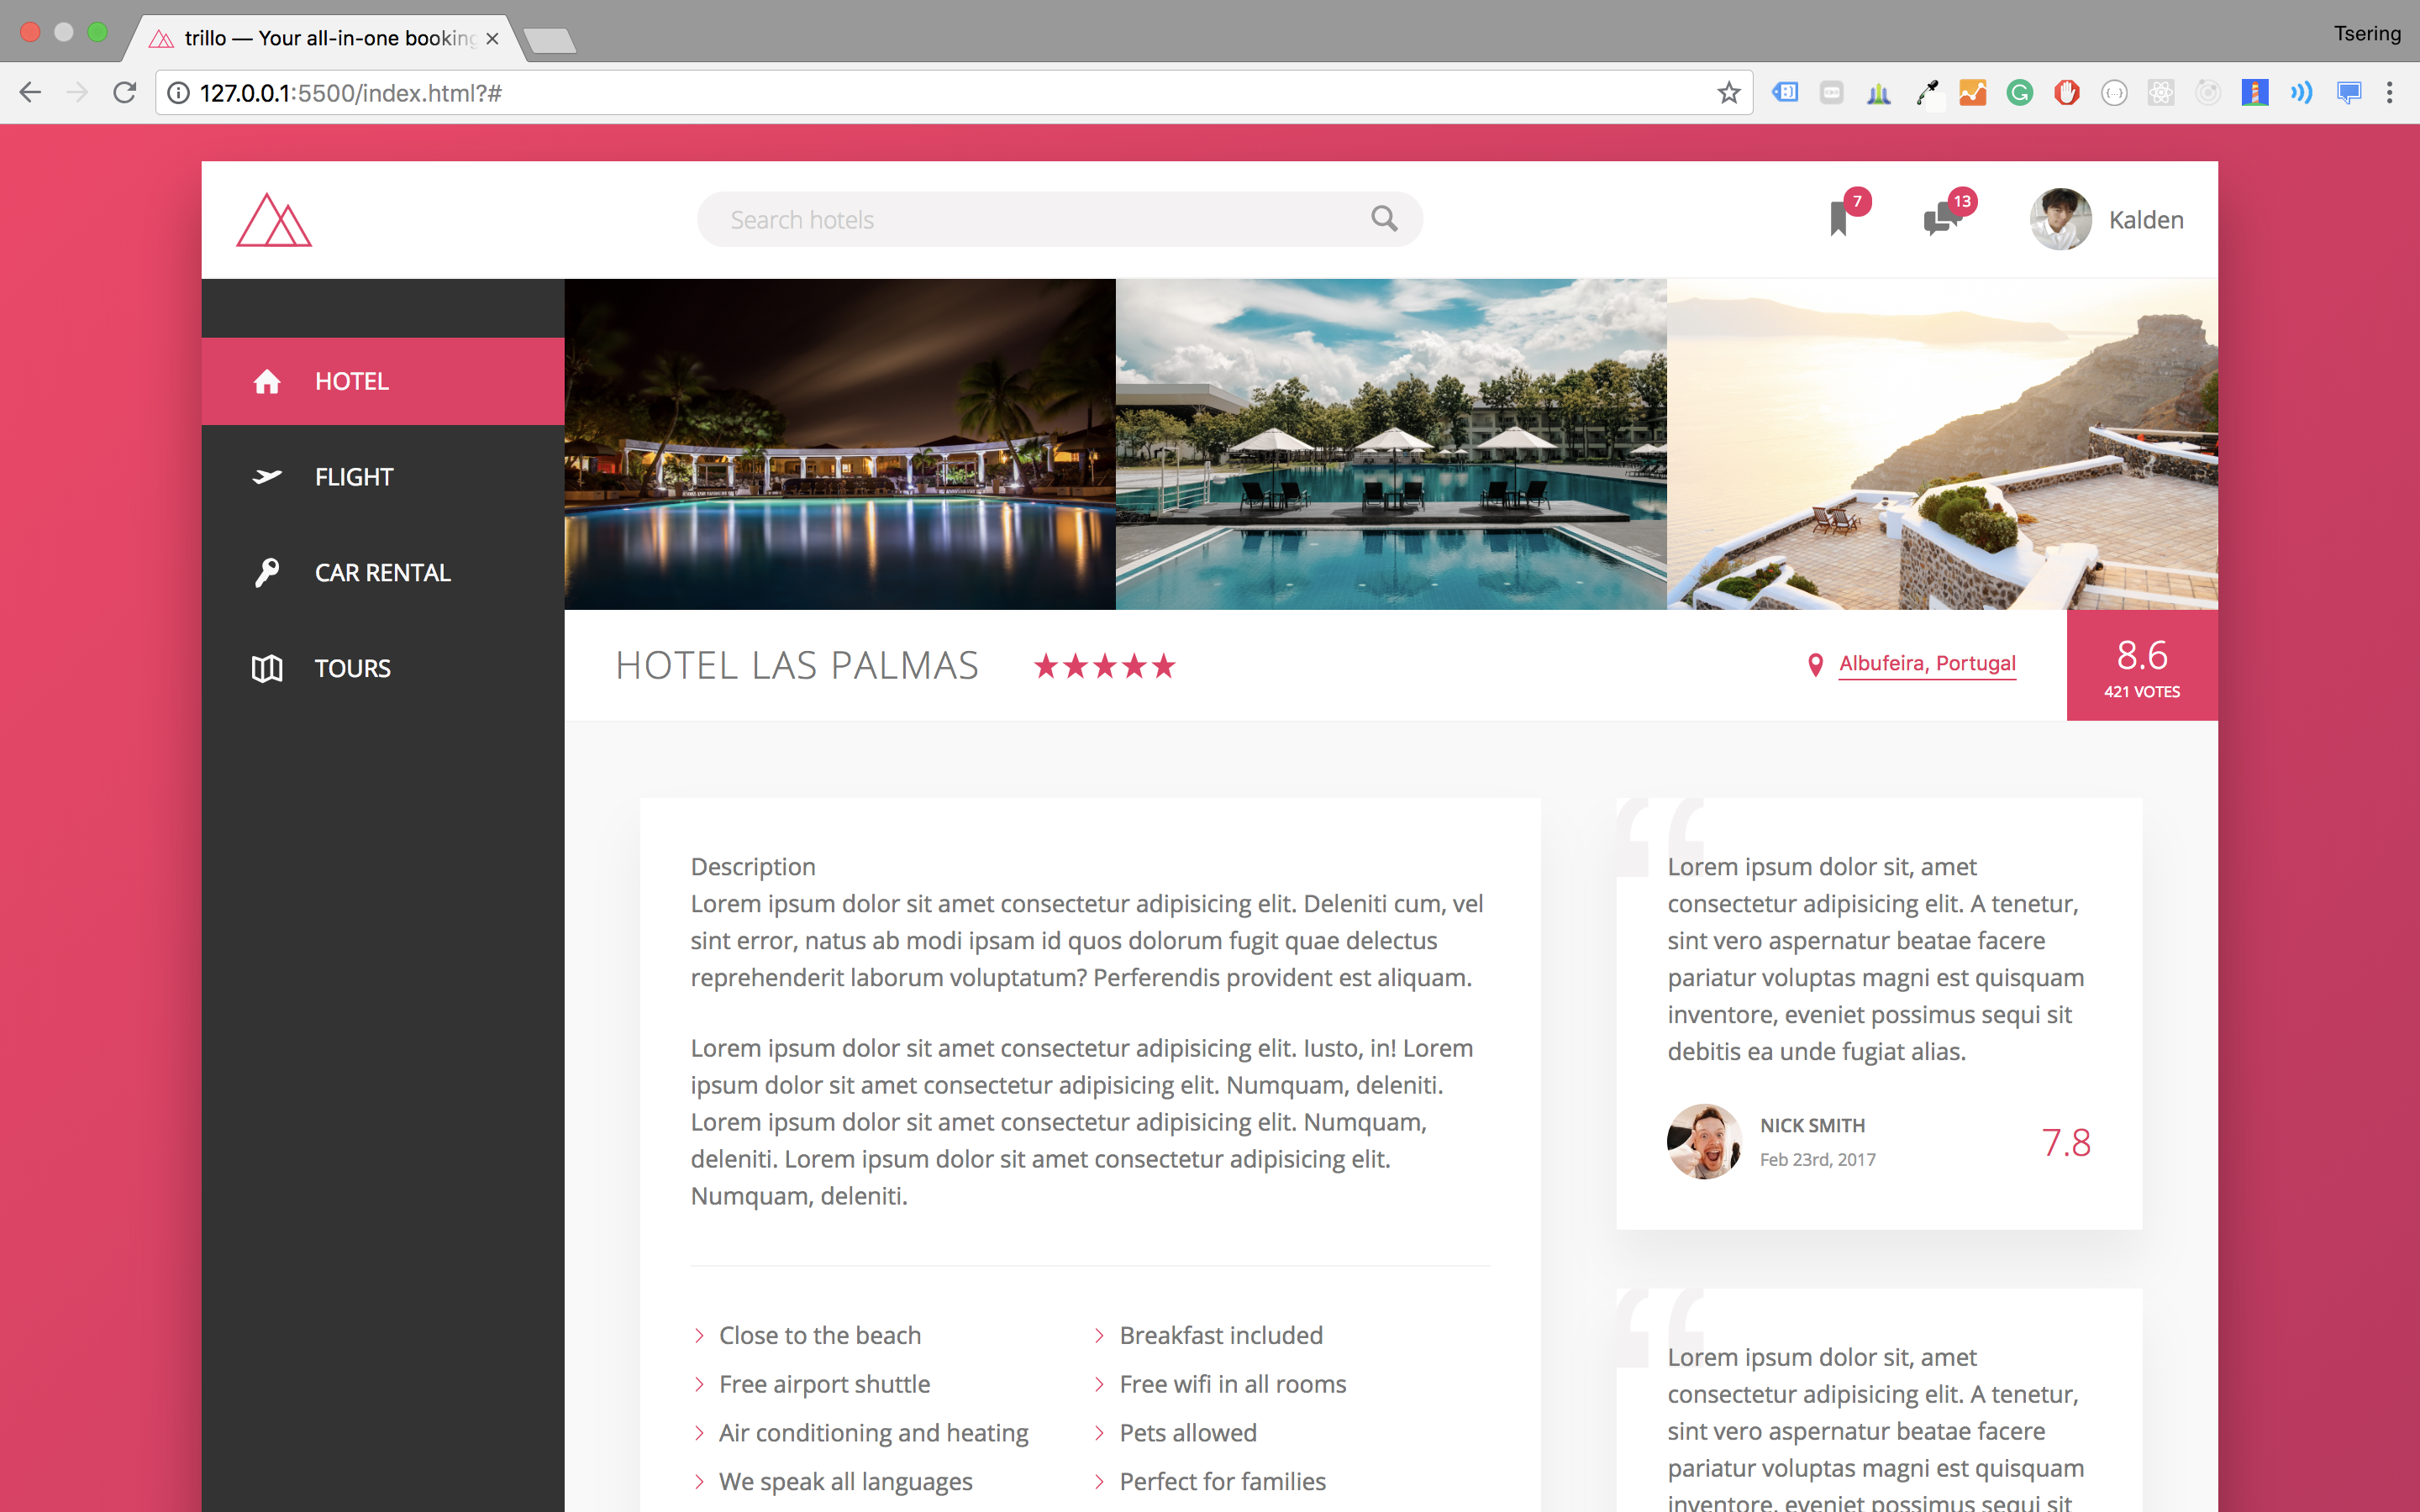 trillo — Your all-in-one booking
Tsering
127.0.0.1:5500/index.html?#
Search hotels
7
13
Kalden
HOTEL
FLIGHT
CAR RENTAL
TOURS
HOTEL LAS PALMAS
Albufeira, Portugal
8.6
421 VOTES
Description
Lorem ipsum dolor sit amet consectetur adipisicing elit. Deleniti cum, vel
sint error, natus ab modi ipsam id quos dolorum fugit quae delectus
reprehenderit laborum voluptatum? Perferendis provident est aliquam.
Lorem ipsum dolor sit amet consectetur adipisicing elit. Iusto, in! Lorem
ipsum dolor sit amet consectetur adipisicing elit. Numquam, deleniti.
Lorem ipsum dolor sit amet consectetur adipisicing elit. Numquam,
deleniti. Lorem ipsum dolor sit amet consectetur adipisicing elit.
Numquam, deleniti.
Close to the beach
Free airport shuttle
Air conditioning and heating
We speak all languages
Breakfast included
Free wifi in all rooms
Pets allowed
Perfect for families
“
Lorem ipsum dolor sit, amet
consectetur adipisicing elit. A tenetur,
sint vero aspernatur beatae facere
pariatur voluptas magni est quisquam
inventore, eveniet possimus sequi sit
debitis ea unde fugiat alias.
NICK SMITH
Feb 23rd, 2017
7.8
“
Lorem ipsum dolor sit, amet
consectetur adipisicing elit. A tenetur,
sint vero aspernatur beatae facere
pariatur voluptas magni est quisquam
inventore, eveniet possimus sequi sit